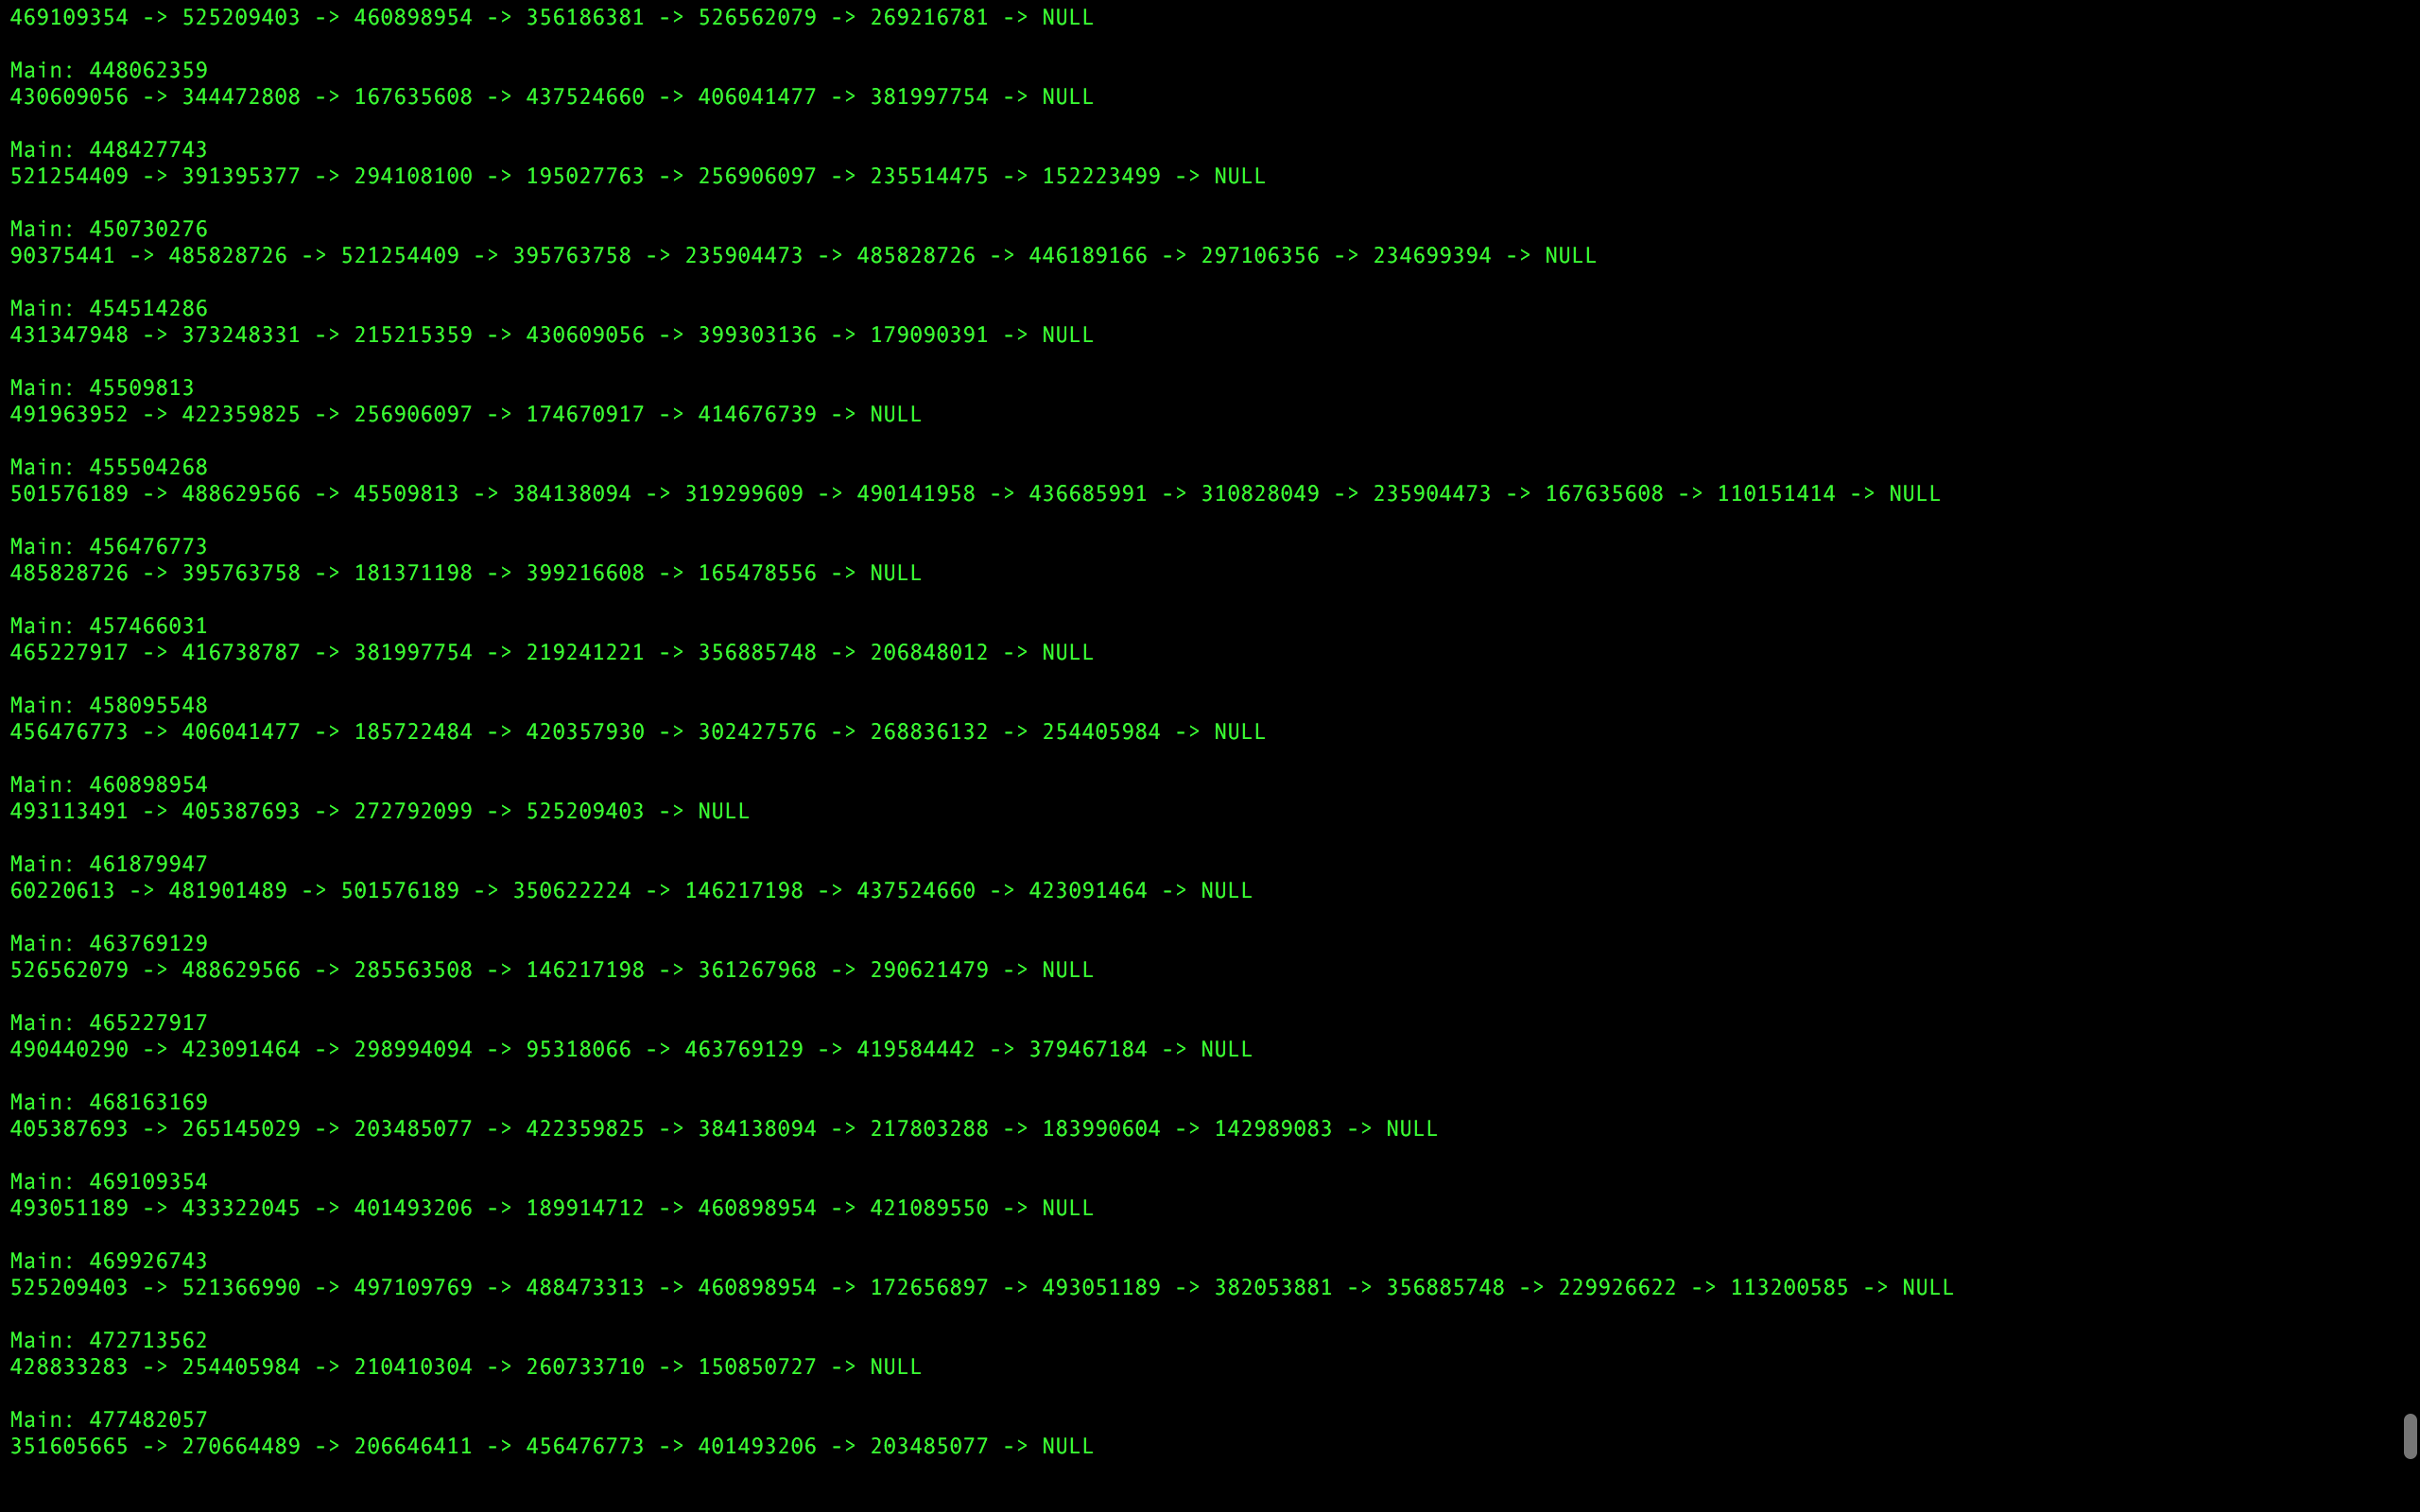 469109354 -> 525209403 -> 460898954 -> 356186381 -> 526562079 -> 269216781 -> NULL
Main: 448062359
430609056 -> 344472808 -> 167635608 -> 437524660 -> 406041477 -> 381997754 -> NULL
Main: 448427743
521254409 -> 391395377 -> 294108100 -> 195027763 -> 256906097 -> 235514475 -> 152223499 -> NULL
Main: 450730276
90375441 -> 485828726 -> 521254409 -> 395763758 -> 235904473 -> 485828726 -> 446189166 -> 297106356 -> 234699394 -> NULL
Main: 454514286
431347948 -> 373248331 -> 215215359 -> 430609056 -> 399303136 -> 179090391 -> NULL
Main: 45509813
491963952 -> 422359825 -> 256906097 -> 174670917 -> 414676739 -> NULL
Main: 455504268
501576189 -> 488629566 -> 45509813 -> 384138094 -> 319299609 -> 490141958 -> 436685991 -> 310828049 -> 235904473 -> 167635608 -> 110151414 -> NULL
Main: 456476773
485828726 -> 395763758 -> 181371198 -> 399216608 -> 165478556 -> NULL
Main: 457466031
465227917 -> 416738787 -> 381997754 -> 219241221 -> 356885748 -> 206848012 -> NULL
Main: 458095548
456476773 -> 406041477 -> 185722484 -> 420357930 -> 302427576 -> 268836132 -> 254405984 -> NULL
Main: 460898954
493113491 -> 405387693 -> 272792099 -> 525209403 -> NULL
Main: 461879947
60220613 -> 481901489 -> 501576189 -> 350622224 -> 146217198 -> 437524660 -> 423091464 -> NULL
Main: 463769129
526562079 -> 488629566 -> 285563508 -> 146217198 -> 361267968 -> 290621479 -> NULL
Main: 465227917
490440290 -> 423091464 -> 298994094 -> 95318066 -> 463769129 -> 419584442 -> 379467184 -> NULL
Main: 468163169
405387693 -> 265145029 -> 203485077 -> 422359825 -> 384138094 -> 217803288 -> 183990604 -> 142989083 -> NULL
Main: 469109354
493051189 -> 433322045 -> 401493206 -> 189914712 -> 460898954 -> 421089550 -> NULL
Main: 469926743
525209403 -> 521366990 -> 497109769 -> 488473313 -> 460898954 -> 172656897 -> 493051189 -> 382053881 -> 356885748 -> 229926622 -> 113200585 -> NULL
Main: 472713562
428833283 -> 254405984 -> 210410304 -> 260733710 -> 150850727 -> NULL
Main: 477482057
351605665 -> 270664489 -> 206646411 -> 456476773 -> 401493206 -> 203485077 -> NULL